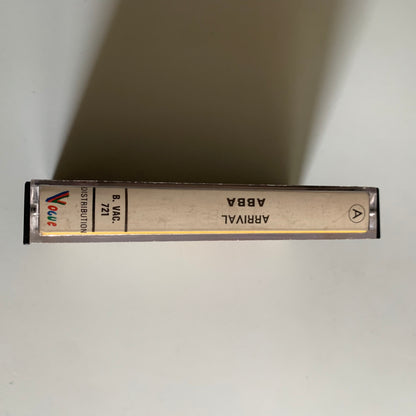 VOGUE
DISTRIBUTION
B. VAC.
721
ABBA
ARRIVAL
A